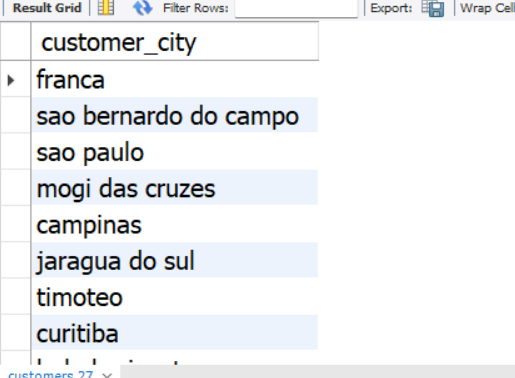 Result Grid Filter Rows: Export: Wrap Cell
customer_city
franca
sao bernardo do campo
sao paulo
mogi das cruzes
campinas
jaragua do sul
timoteo
curitiba
customers 27